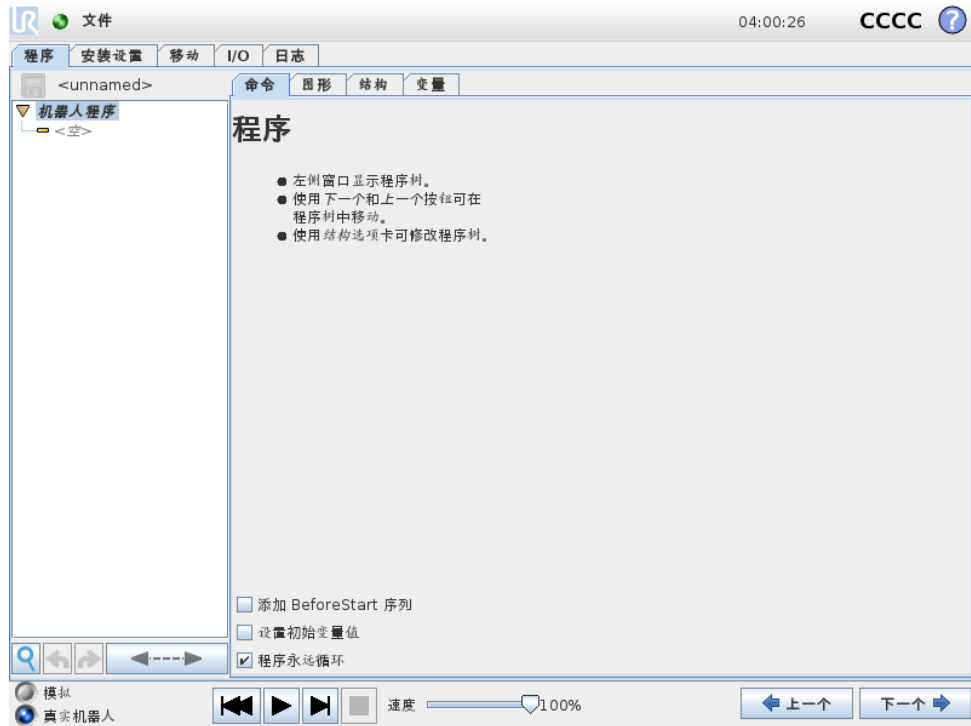 UR 文件 04:00:26 CCCC ?
程序 安装设置 移动 I/O 日志
<unnamed> 命令 图形 结构 变量
机器人程序
<空>
程序
左侧窗口显示程序树。
使用下一个和上一个按钮可在
程序树中移动。
使用结构选项卡可修改程序树。
添加 BeforeStart 序列
设置初始变量值
程序永远循环
模拟
真实机器人
速度 100% 上一个 下一个